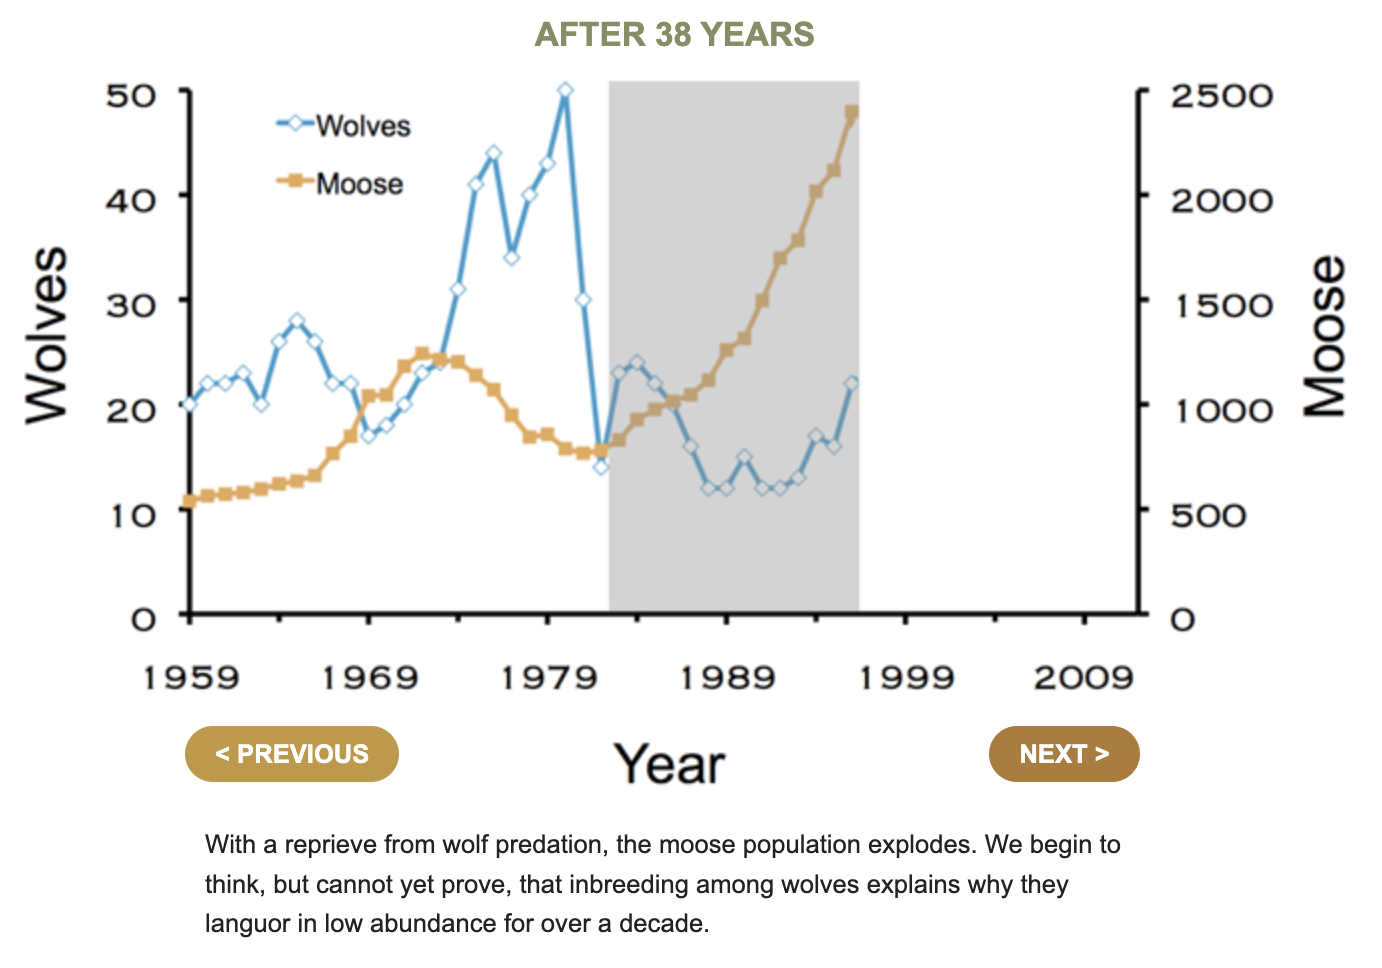 AFTER 38 YEARS
50
40
30
20
10
0
Wolves
Wolves
Moose
2500
2000
1500
1000
500
0
Moose
1959 1969 1979 1989 1999 2009
Year
< PREVIOUS
NEXT >
With a reprieve from wolf predation, the moose population explodes. We begin to
think, but cannot yet prove, that inbreeding among wolves explains why they
languor in low abundance for over a decade.